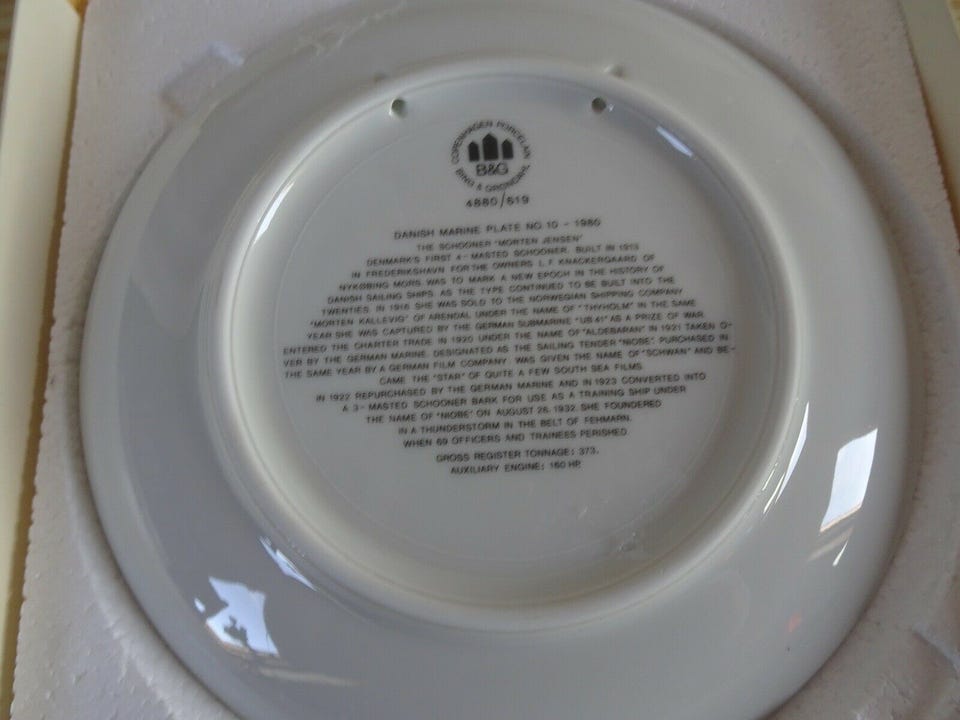 COPENHAGEN PORCELAIN
B&G
BING & GRONDAHL
4880/619
DANISH MARINE PLATE NO. 10 - 1980
THE SCHOONER "MORTEN JENSEN"
DENMARK'S FIRST 4-MASTED SCHOONER. BUILT IN 1913
IN FREDERIKSHAVN FOR THE OWNERS L. F. KNACKERGAARD OF
NYKØBING MORS. WAS TO MARK A NEW EPOCH IN THE HISTORY OF
DANISH SAILING SHIPS, AS THE TYPE CONTINUED TO BE BUILT INTO THE
TWENTIES. IN 1916 SHE WAS SOLD TO THE NORWEGIAN SHIPPING COMPANY
"MORTEN KALLEVIG" OF ARENDAL UNDER THE NAME OF "THYHOLM" IN THE SAME
YEAR SHE WAS CAPTURED BY THE GERMAN SUBMARINE "UB 41" AS A PRIZE OF WAR.
ENTERED THE CHARTER TRADE IN 1920 UNDER THE NAME OF "ALDEBARAN" IN 1921 TAKEN O-
VER BY THE GERMAN MARINE. DESIGNATED AS THE SAILING TENDER "NIOBE". PURCHASED IN
THE SAME YEAR BY A GERMAN FILM COMPANY. WAS GIVEN THE NAME OF "SCHWAN" AND BE-
CAME THE "STAR" OF QUITE A FEW SOUTH SEA FILMS.
IN 1922 REPURCHASED BY THE GERMAN MARINE AND IN 1923 CONVERTED INTO
A 3-MASTED SCHOONER BARK FOR USE AS A TRAINING SHIP UNDER
THE NAME OF "NIOBE" ON AUGUST 26, 1932. SHE FOUNDERED
IN A THUNDERSTORM IN THE BELT OF FEHMARN.
WHEN 69 OFFICERS AND TRAINEES PERISHED.
GROSS REGISTER TONNAGE: 373.
AUXILIARY ENGINE: 160 HP.